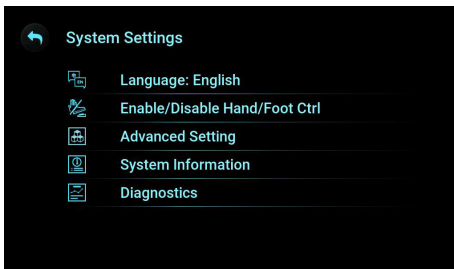 System Settings
Language: English
Enable/Disable Hand/Foot Ctrl
Advanced Setting
System Information
Diagnostics